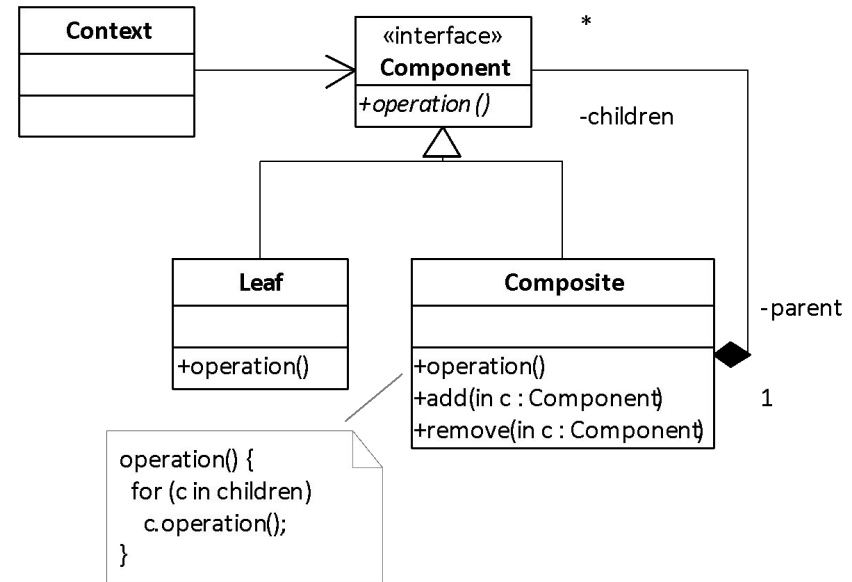 Context
«interface»
Component
+operation ()
*
-children
Leaf
+operation()
Composite
+operation()
+add(in c : Component)
+remove(in c : Component)
-parent
1
operation() {
for (c in children)
c.operation();
}